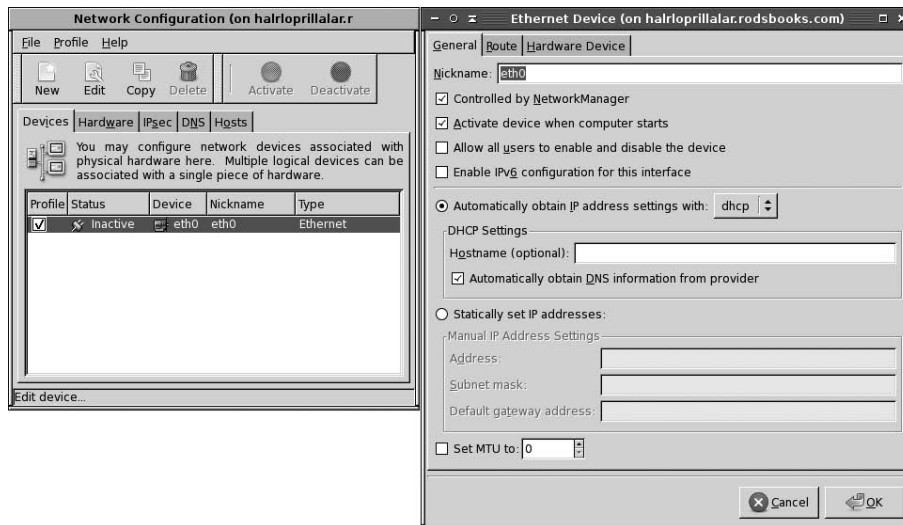 Network Configuration (on halrloprillalar.r
File Profile Help
New Edit Copy Delete Activate Deactivate
Devices Hardware IPsec DNS Hosts
You may configure network devices associated with
physical hardware here. Multiple logical devices can be
associated with a single piece of hardware.
Profile Status Device Nickname Type
Inactive eth0 eth0 Ethernet
Edit device...
Ethernet Device (on halrloprillalar.rodsbooks.com)
General Route Hardware Device
Nickname: eth0
Controlled by NetworkManager
Activate device when computer starts
Allow all users to enable and disable the device
Enable IPv6 configuration for this interface
Automatically obtain IP address settings with: dhcp
DHCP Settings
Hostname (optional):
Automatically obtain DNS information from provider
Statically set IP addresses:
Manual IP Address Settings
Address:
Subnet mask:
Default gateway address:
Set MTU to: 0
Cancel OK